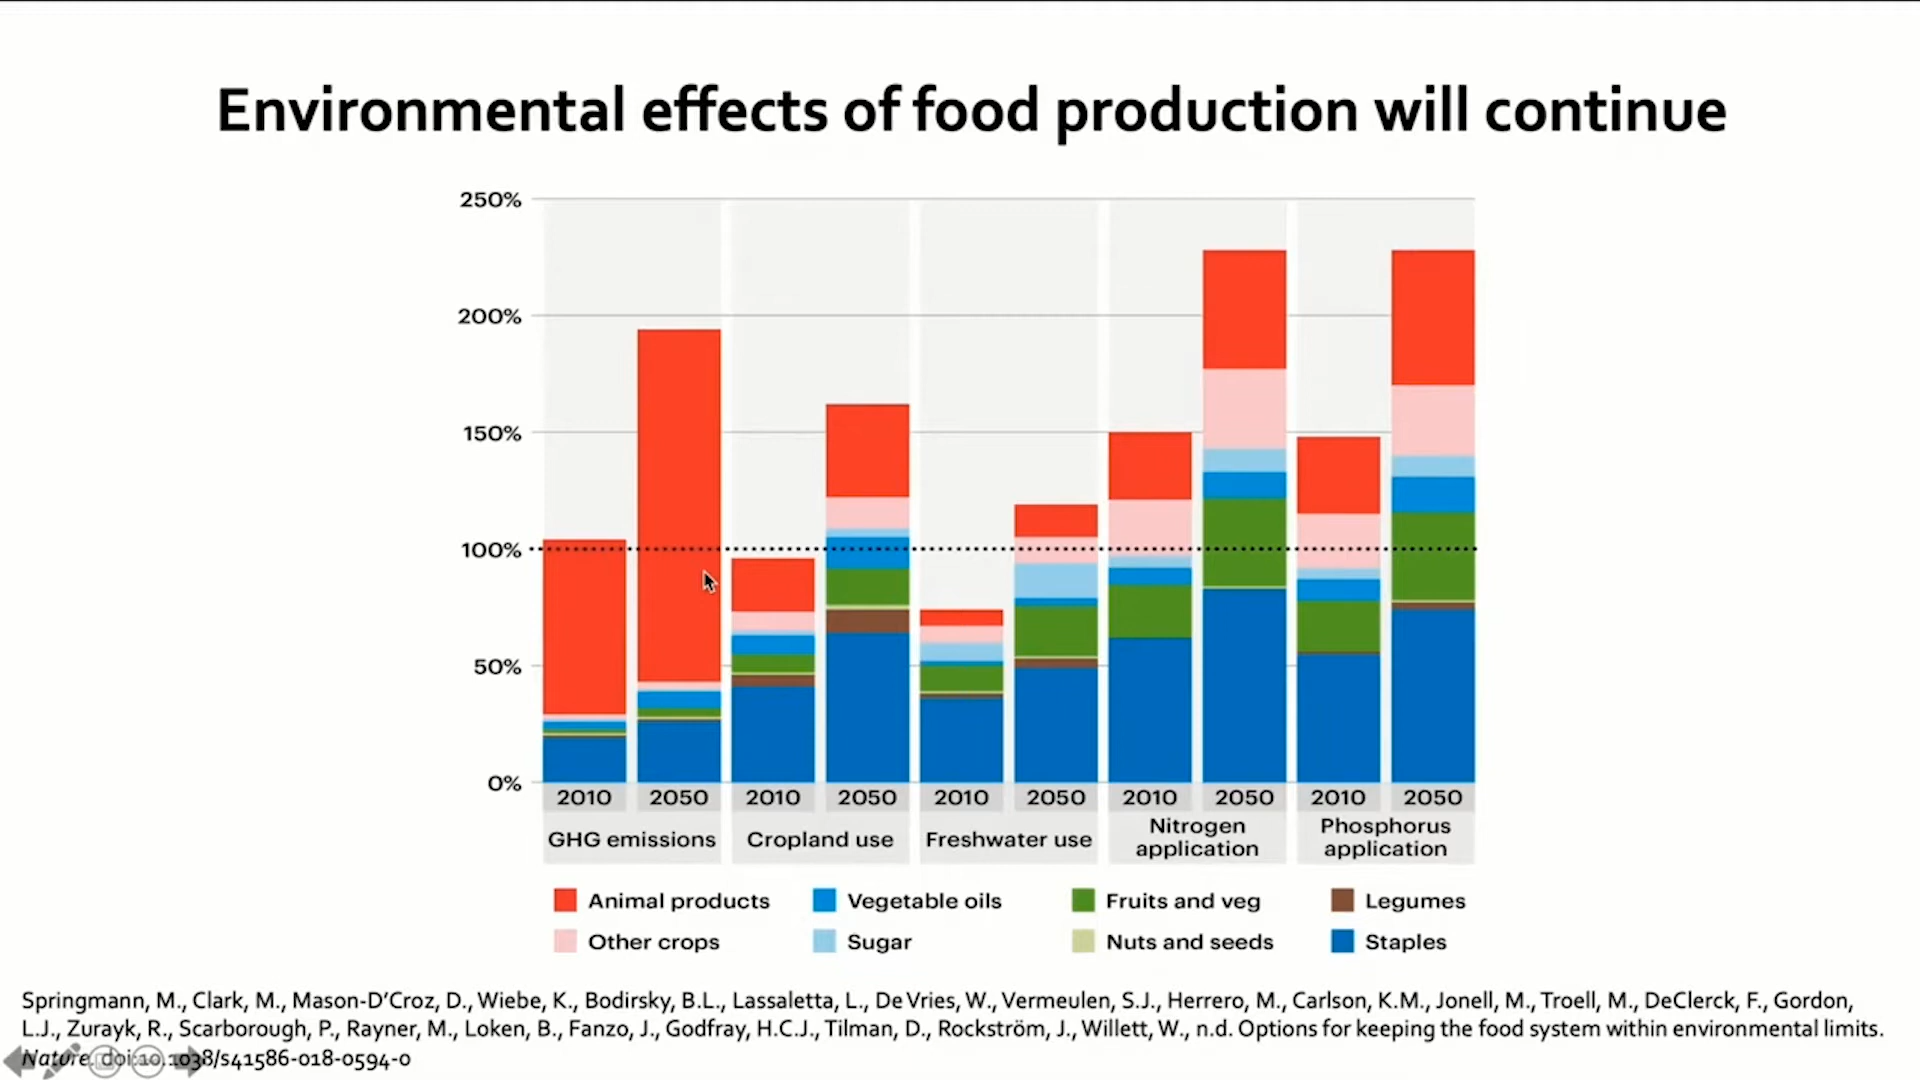 Environmental effects of food production will continue
250%
200%
150%
100%
50%
0%
2010 2050 2010 2050 2010 2050 2010 2050 2010 2050
GHG emissions Cropland use Freshwater use Nitrogen application Phosphorus application
Animal products Vegetable oils Fruits and veg Legumes
Other crops Sugar Nuts and seeds Staples
Springmann, M., Clark, M., Mason-D'Croz, D., Wiebe, K., Bodirsky, B.L., Lassaletta, L., De Vries, W., Vermeulen, S.J., Herrero, M., Carlson, K.M., Jonell, M., Troell, M., DeClerck, F., Gordon,
L.J., Zurayk, R., Scarborough, P., Rayner, M., Loken, B., Fanzo, J., Godfray, H.C.J., Tilman, D., Rockström, J., Willett, W., n.d. Options for keeping the food system within environmental limits.
Nature. doi:10.1038/s41586-018-0594-0